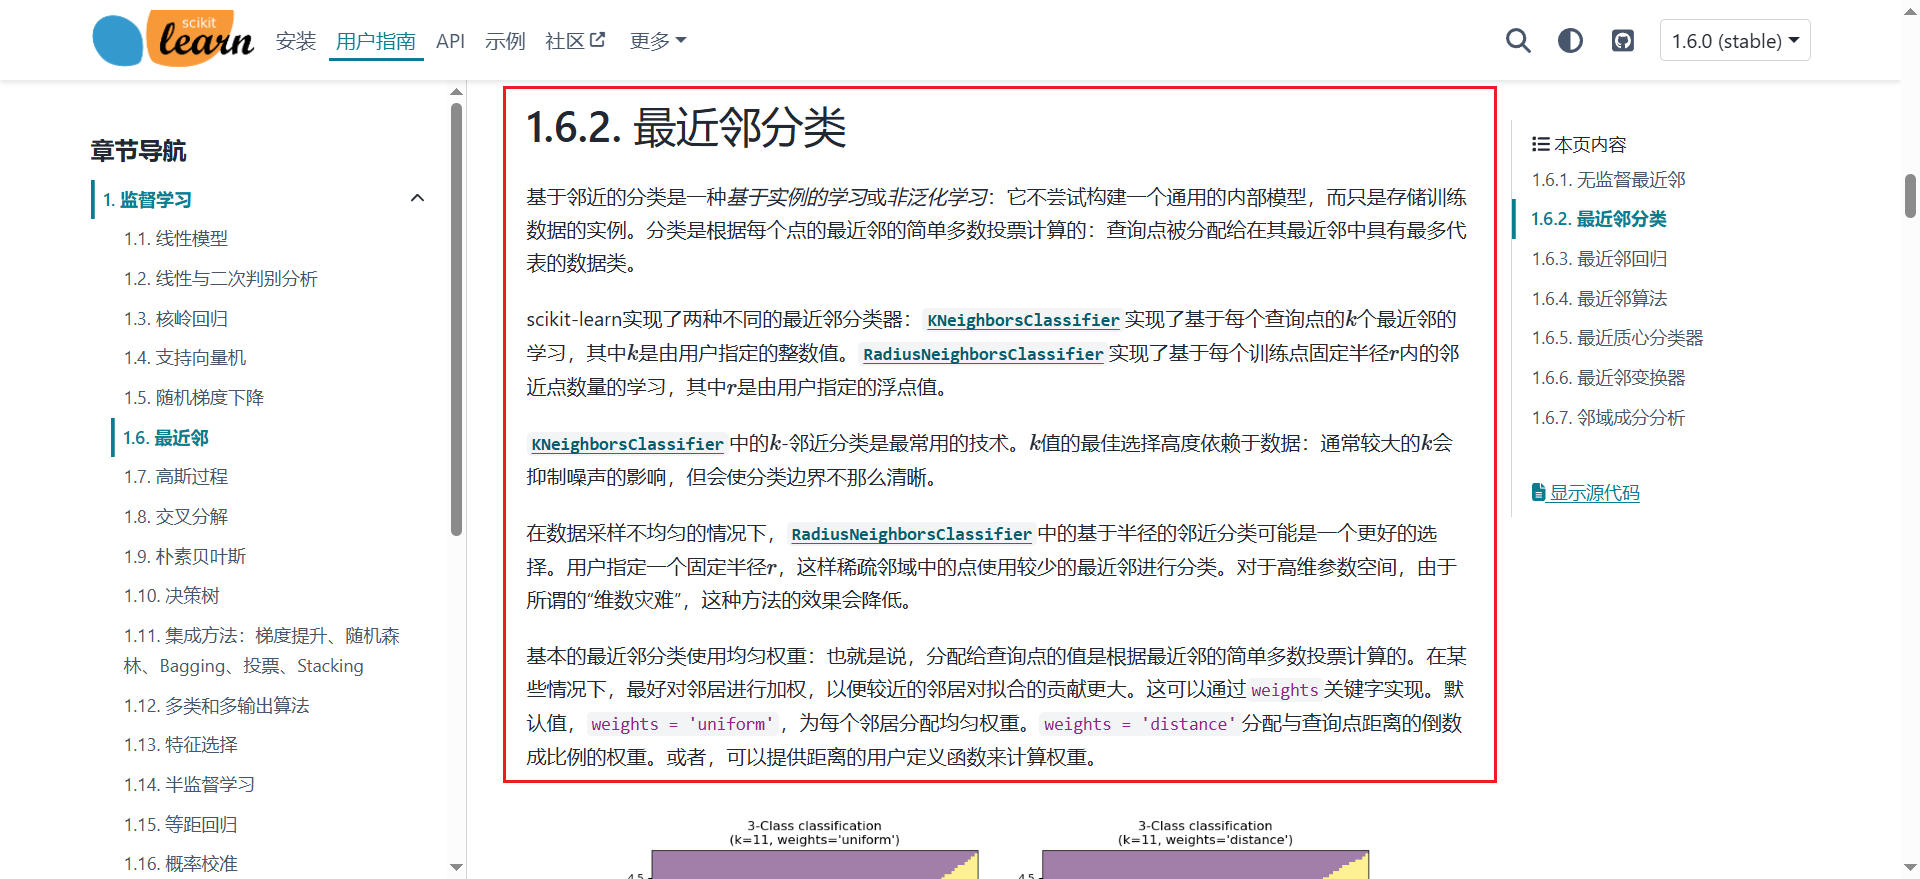 scikit
learn
安装 用户指南 API 示例 社区 更多
1.6.0 (stable)
章节导航
1. 监督学习
1.1. 线性模型
1.2. 线性与二次判别分析
1.3. 核岭回归
1.4. 支持向量机
1.5. 随机梯度下降
1.6. 最近邻
1.7. 高斯过程
1.8. 交叉分解
1.9. 朴素贝叶斯
1.10. 决策树
1.11. 集成方法：梯度提升、随机森
林、Bagging、投票、Stacking
1.12. 多类和多输出算法
1.13. 特征选择
1.14. 半监督学习
1.15. 等距回归
1.16. 概率校准
1.6.2. 最近邻分类
基于邻近的分类是一种基于实例的学习或非泛化学习：它不尝试构建一个通用的内部模型，而只是存储训练
数据的实例。分类是根据每个点的最近邻的简单多数投票计算的：查询点被分配给在其最近邻中具有最多代
表的数据类。
scikit-learn实现了两种不同的最近邻分类器：KNeighborsClassifier 实现了基于每个查询点的k个最近邻的
学习，其中k是由用户指定的整数值。RadiusNeighborsClassifier 实现了基于每个训练点固定半径r内的邻
近点数量的学习，其中r是由用户指定的浮点值。
KNeighborsClassifier 中的k-邻近分类是最常用的技术。k值的最佳选择高度依赖于数据：通常较大的k会
抑制噪声的影响，但会使分类边界不那么清晰。
在数据采样不均匀的情况下，RadiusNeighborsClassifier 中的基于半径的邻近分类可能是一个更好的选
择。用户指定一个固定半径r，这样稀疏邻域中的点使用较少的最近邻进行分类。对于高维参数空间，由于
所谓的“维数灾难”，这种方法的效果会降低。
基本的最近邻分类使用均匀权重：也就是说，分配给查询点的值是根据最近邻的简单多数投票计算的。在某
些情况下，最好对邻居进行加权，以便较近的邻居对拟合的贡献更大。这可以通过 weights 关键字实现。默
认值，weights = 'uniform'，为每个邻居分配均匀权重。weights = 'distance' 分配与查询点距离的倒数
成比例的权重。或者，可以提供距离的用户定义函数来计算权重。
3-Class classification
(k=11, weights='uniform')
4.5
3-Class classification
(k=11, weights='distance')
4.5
本页内容
1.6.1. 无监督最近邻
1.6.2. 最近邻分类
1.6.3. 最近邻回归
1.6.4. 最近邻算法
1.6.5. 最近质心分类器
1.6.6. 最近邻变换器
1.6.7. 邻域成分分析
显示源代码